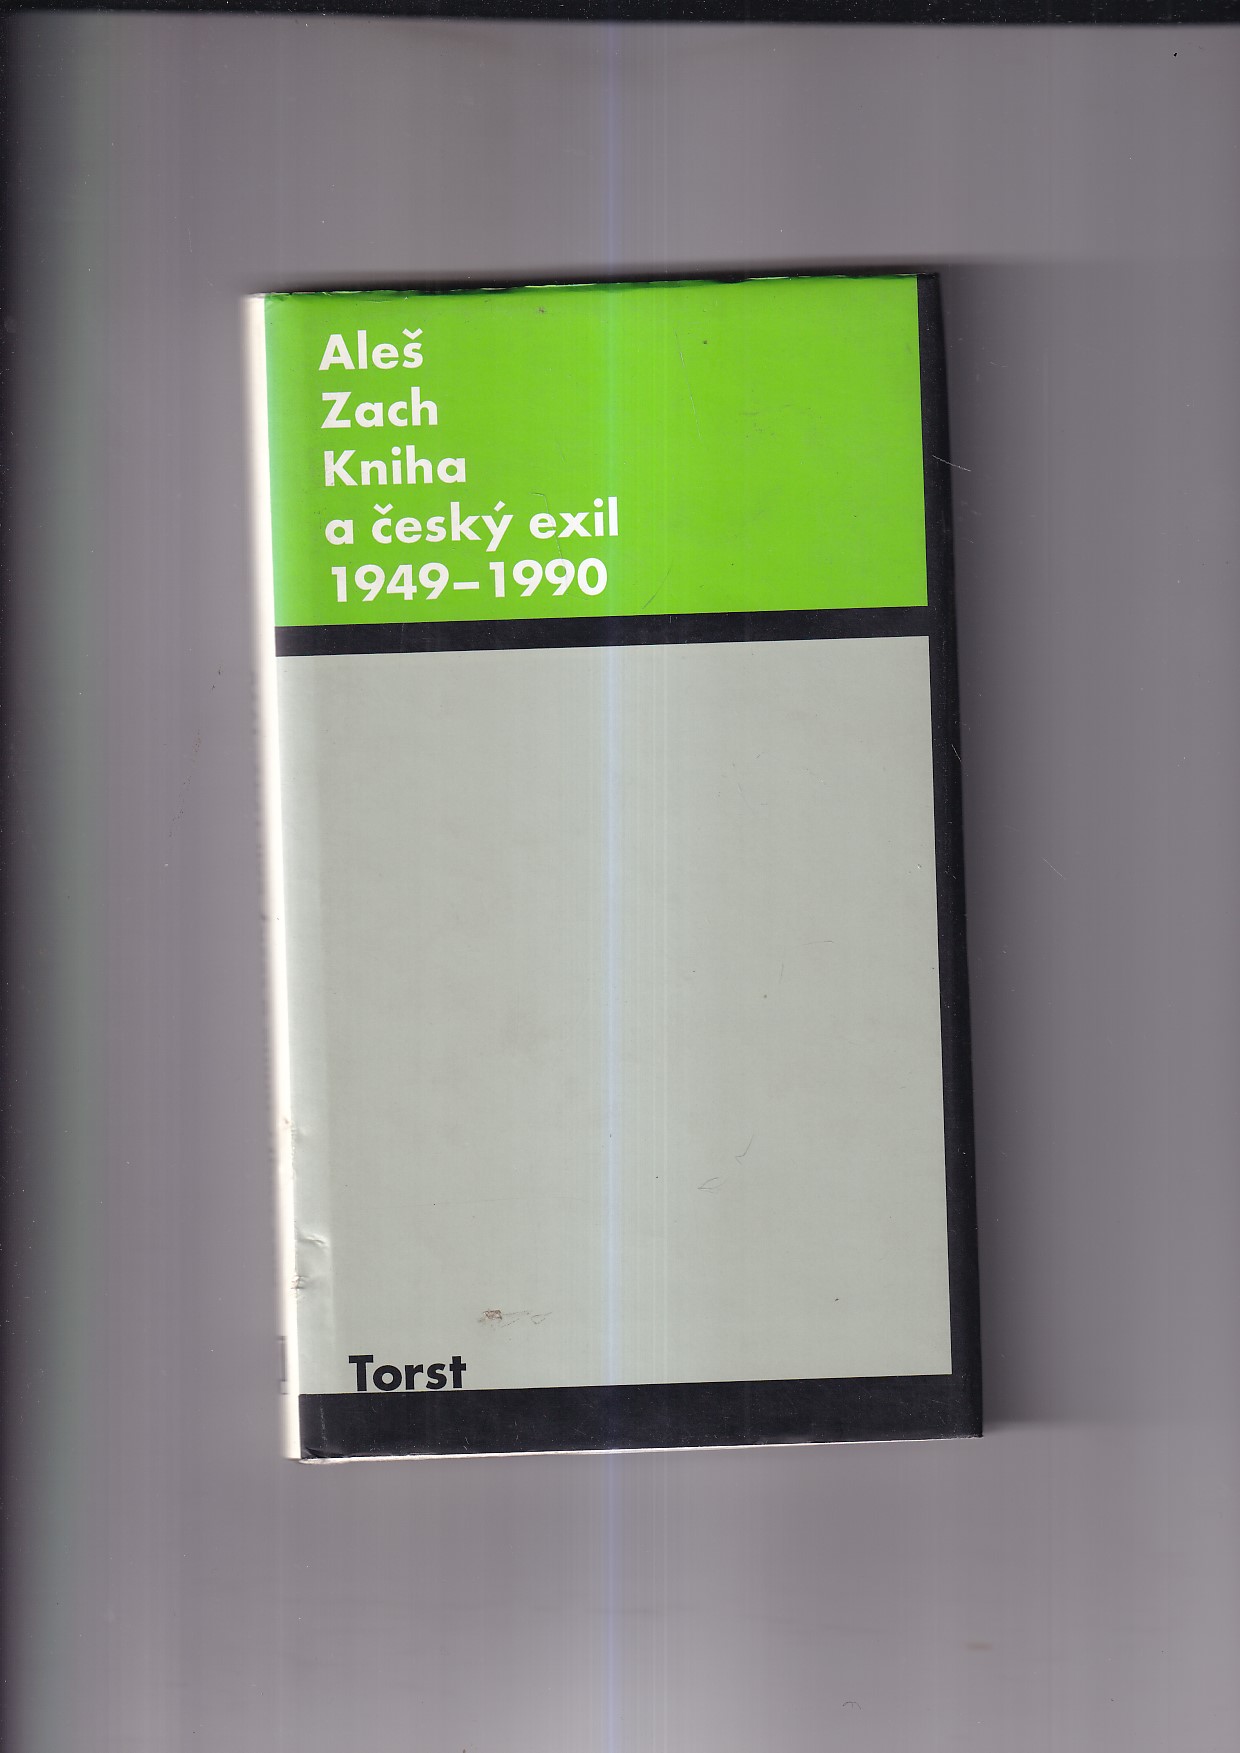 Aleš
Zach
Kniha
a český exil
1949–1990
Torst